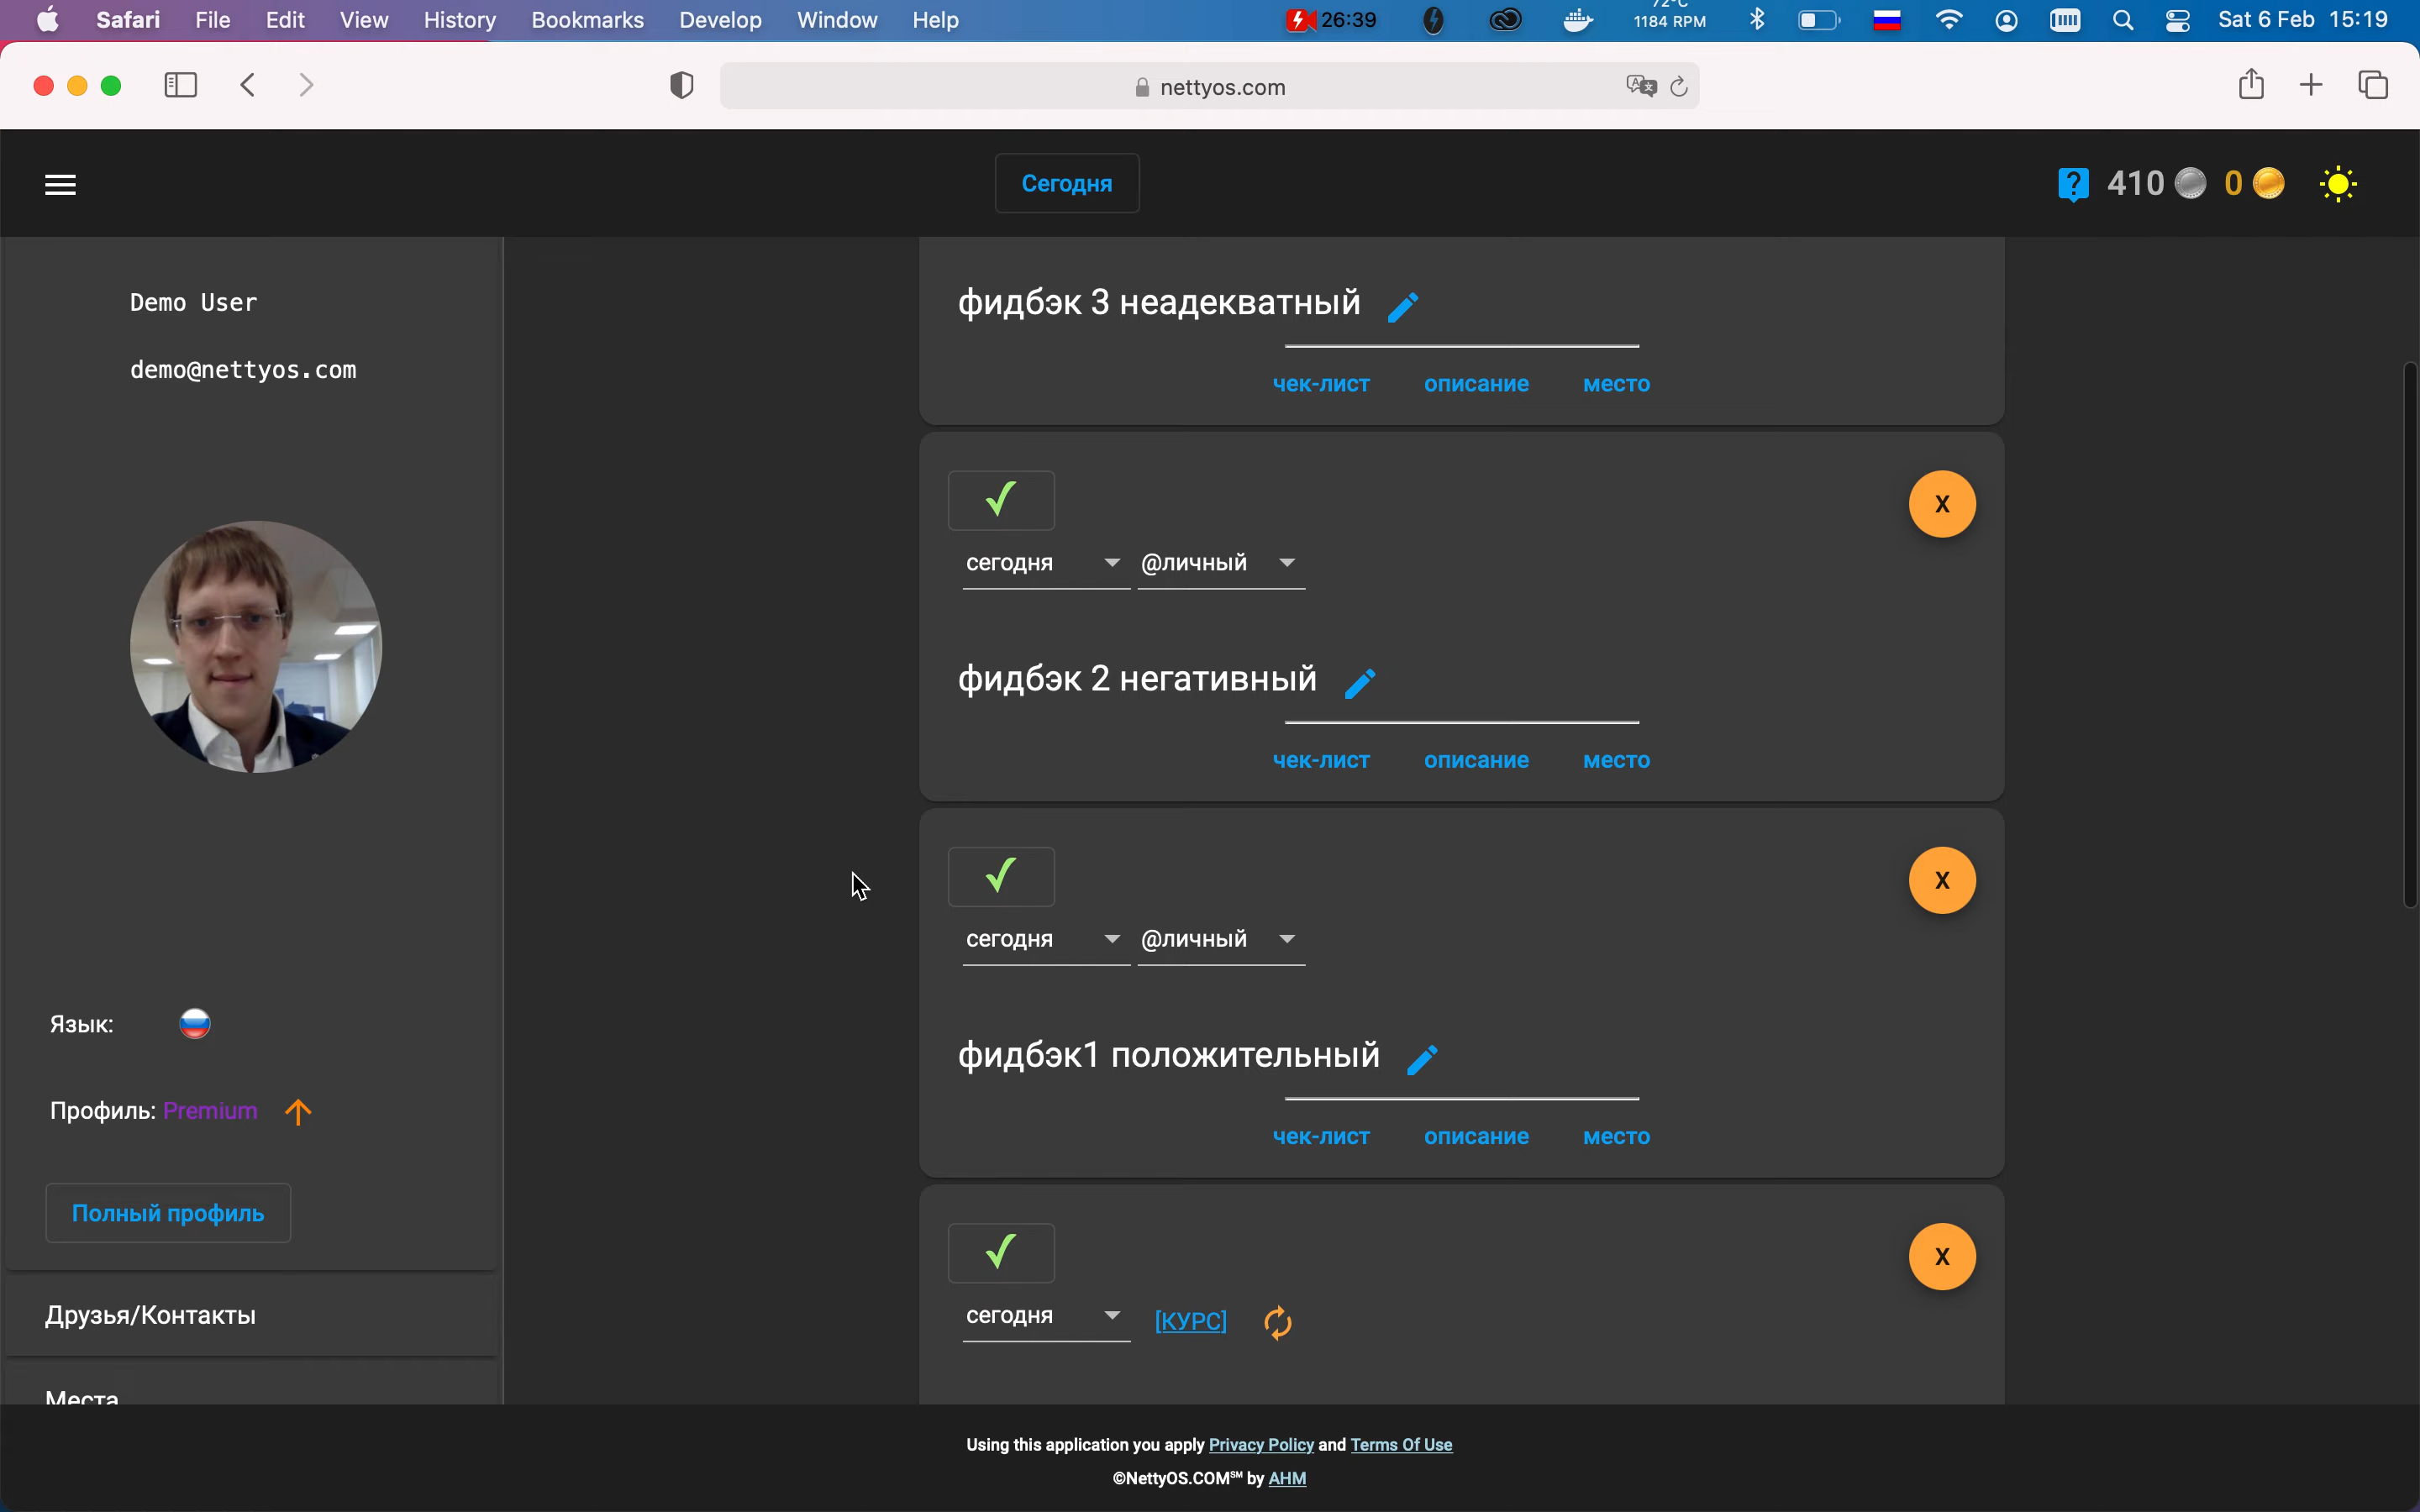 Safari File Edit View History Bookmarks Develop Window Help 26:39 72°C 1184 RPM Sat 6 Feb 15:19
nettyos.com
Сегодня
? 410 0
Demo User
demo@nettyos.com
Язык:
Профиль: Premium
Полный профиль
Друзья/Контакты
Места
фидбэк 3 неадекватный
чек-лист описание место
X
сегодня @личный
фидбэк 2 негативный
чек-лист описание место
X
сегодня @личный
фидбэк1 положительный
чек-лист описание место
X
сегодня [КУРС]
Using this application you apply Privacy Policy and Terms Of Use
©NettyOS.COM℠ by AHM